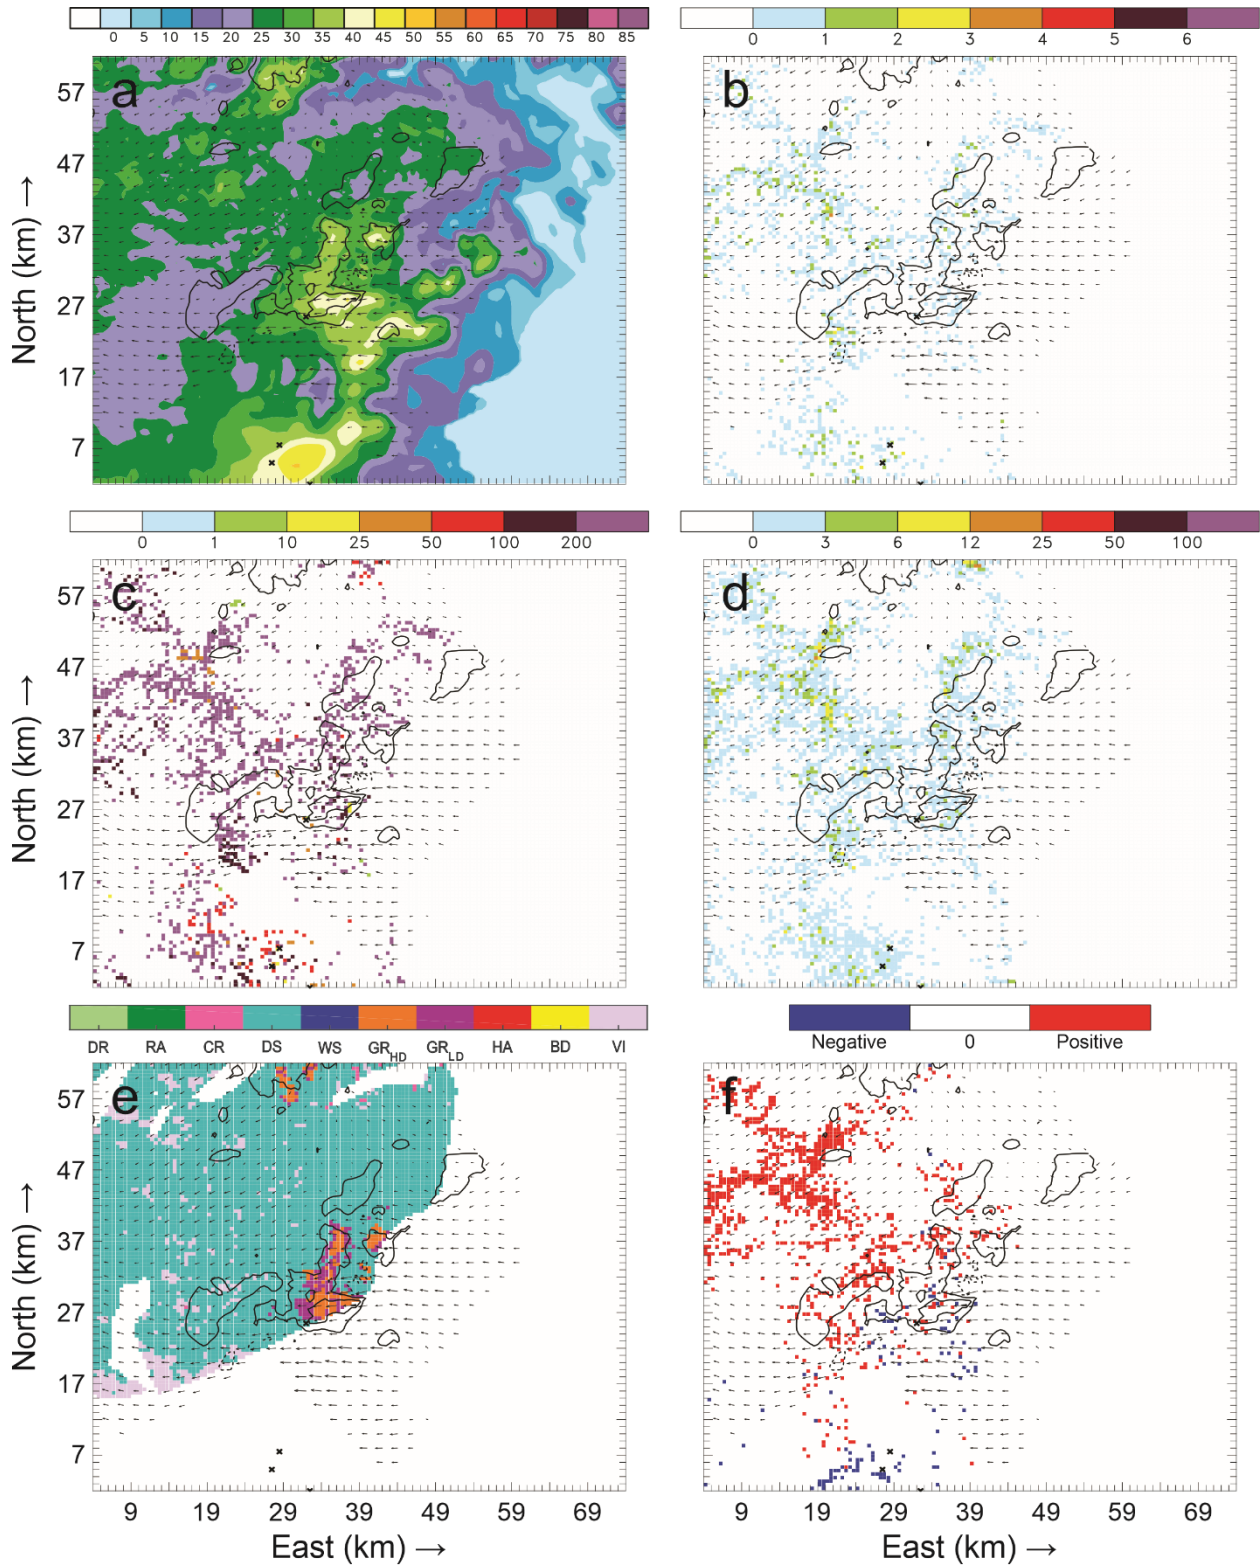 0 5 10 15 20 25 30 35 40 45 50 55 60 65 70 75 80 85
0 1 2 3 4 5 6
a
b
57
47
37
27
17
7
North (km) →
0 1 10 25 50 100 200
0 3 6 12 25 50 100
c
d
57
47
37
27
17
7
North (km) →
DR RA CR DS WS GR HD GR LD HA BD VI
Negative 0 Positive
e
f
57
47
37
27
17
7
North (km) →
9 19 29 39 49 59 69
9 19 29 39 49 59 69
East (km) →
East (km) →